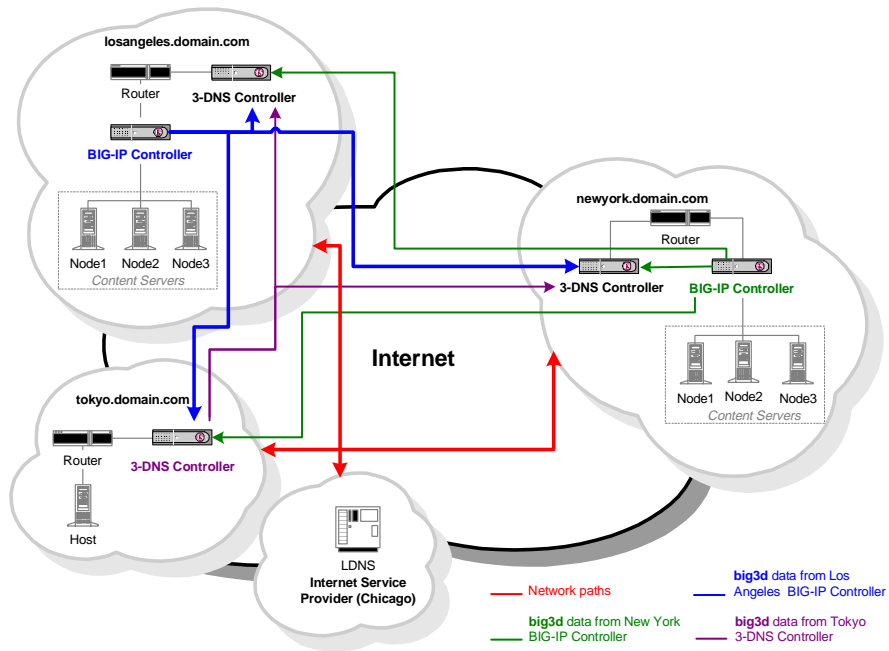 losangeles.domain.com
Router
3-DNS Controller
BIG-IP Controller
Node1 Node2 Node3
Content Servers
newyork.domain.com
Router
3-DNS Controller
BIG-IP Controller
Node1 Node2 Node3
Content Servers
Internet
tokyo.domain.com
Router
3-DNS Controller
Host
LDNS
Internet Service
Provider (Chicago)
Network paths
big3d data from Los
Angeles BIG-IP Controller
big3d data from New York
BIG-IP Controller
big3d data from Tokyo
3-DNS Controller